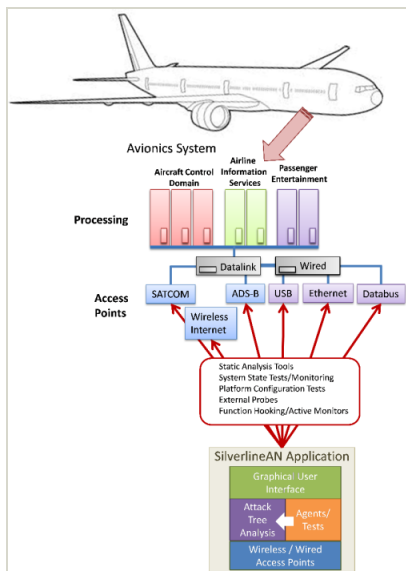 Avionics System
Aircraft Control
Domain
Airline
Information
Services
Passenger
Entertainment
Processing
Datalink
Wired
Access
Points
SATCOM
ADS-B
USB
Ethernet
Databus
Wireless
Internet
Static Analysis Tools
System State Tests/Monitoring
Platform Configuration Tests
External Probes
Function Hooking/Active Monitors
SilverlineAN Application
Graphical User
Interface
Attack
Tree
Analysis
Agents/
Tests
Wireless / Wired
Access Points